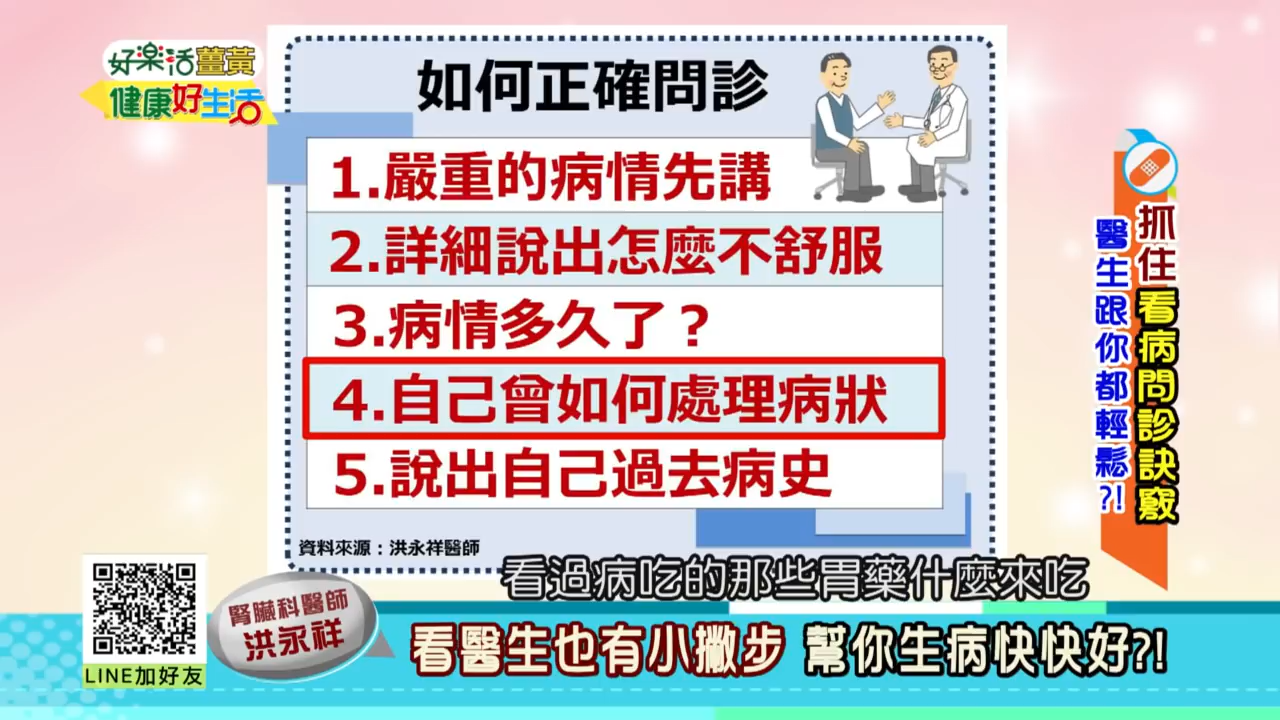 好樂活薑黃
健康好生活
如何正確問診
1.嚴重的病情先講
2.詳細說出怎麼不舒服
3.病情多久了？
4.自己曾如何處理病狀
5.說出自己過去病史
資料來源：洪永祥醫師
抓住看病問診訣竅
醫生跟你都輕鬆?!
看過病吃的那些胃藥什麼來吃
腎臟科醫師
洪永祥
看醫生也有小撇步 幫你生病快快好?!
LINE加好友